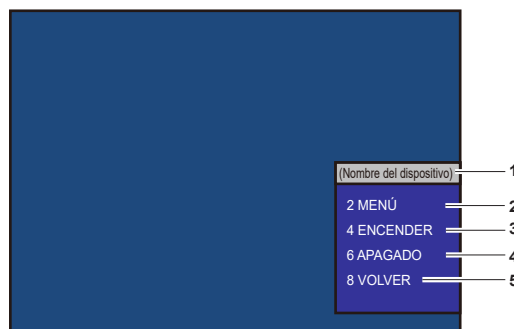 (Nombre del dispositivo) 1
2 MENÚ 2
4 ENCENDER 3
6 APAGADO 4
8 VOLVER 5